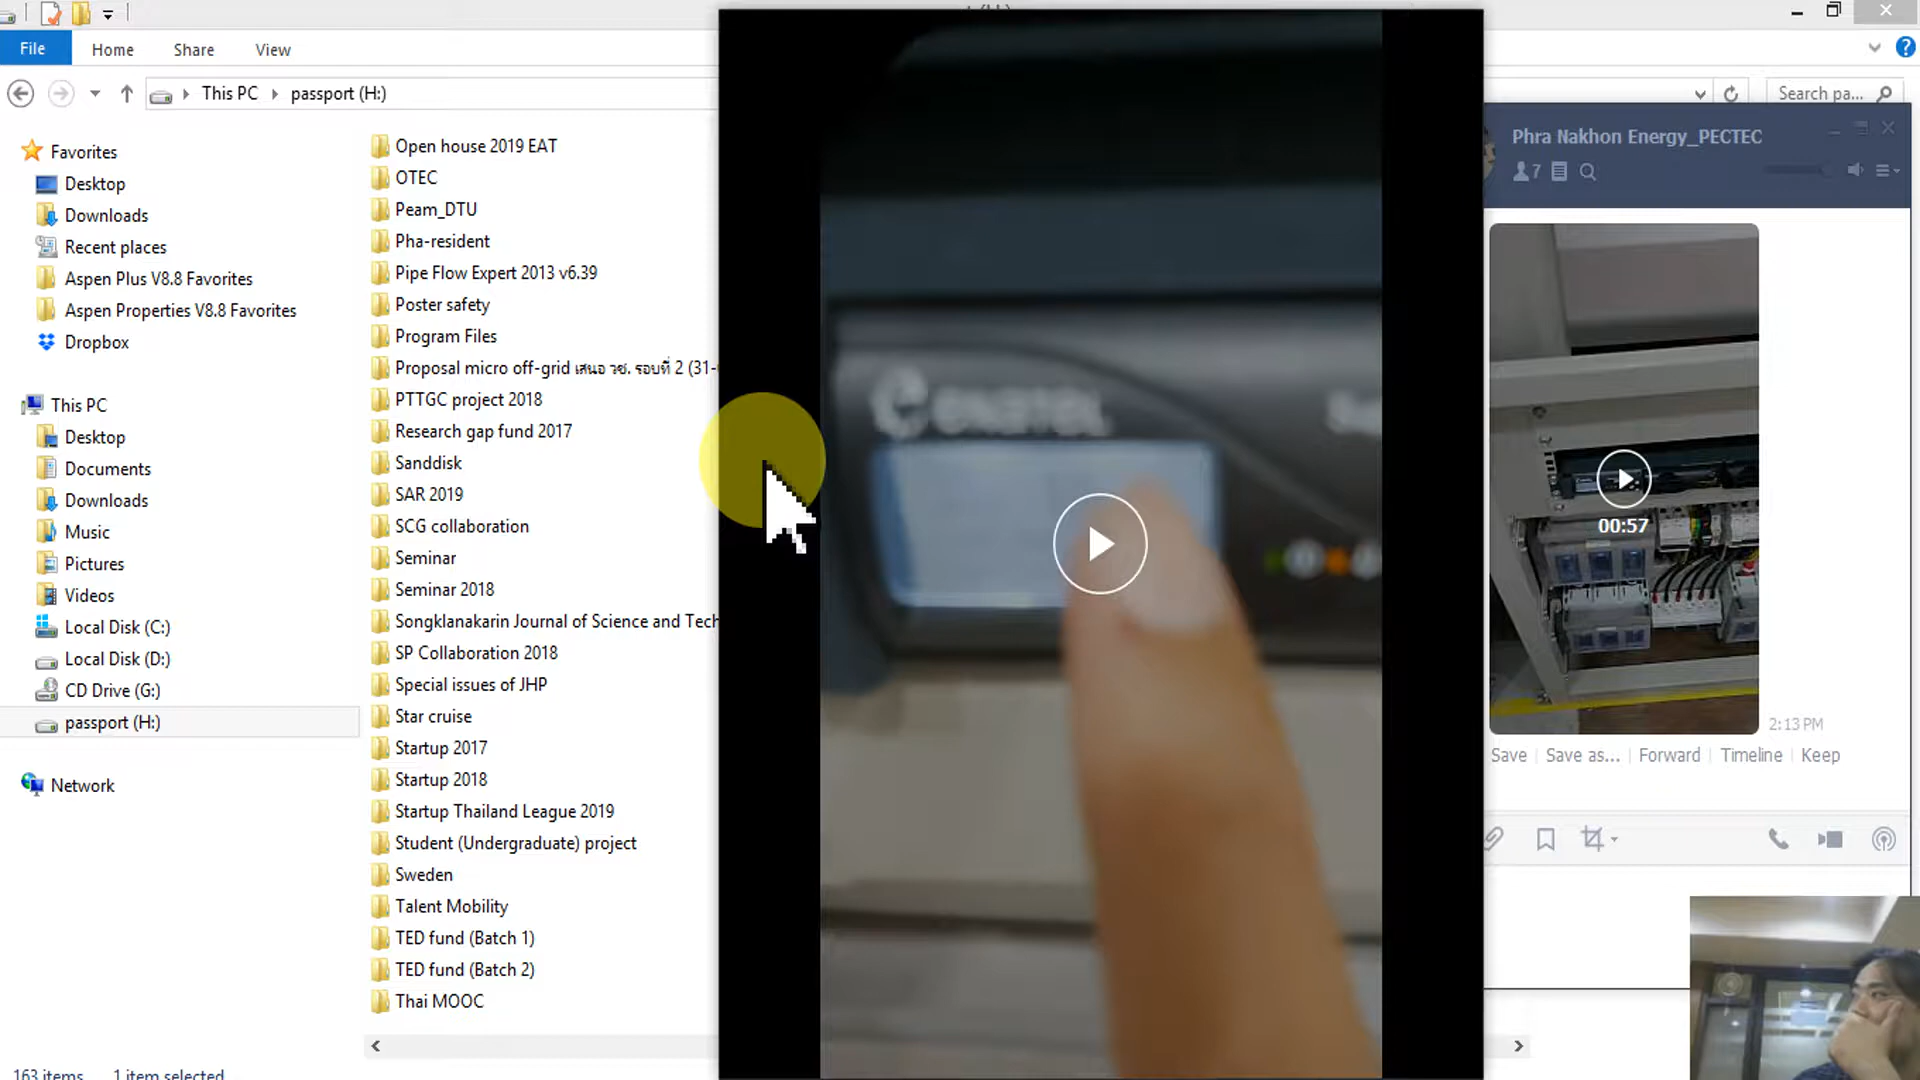 File
Home
Share
View
This PC
passport (H:)
Search pa...
Favorites
Desktop
Downloads
Recent places
Aspen Plus V8.8 Favorites
Aspen Properties V8.8 Favorites
Dropbox
This PC
Desktop
Documents
Downloads
Music
Pictures
Videos
Local Disk (C:)
Local Disk (D:)
CD Drive (G:)
passport (H:)
Network
Open house 2019 EAT
OTEC
Peam_DTU
Pha-resident
Pipe Flow Expert 2013 v6.39
Poster safety
Program Files
Proposal micro off-grid เสนอ วช. รอบที่ 2 (31-
PTTGC project 2018
Research gap fund 2017
Sanddisk
SAR 2019
SCG collaboration
Seminar
Seminar 2018
Songklanakarin Journal of Science and Tech
SP Collaboration 2018
Special issues of JHP
Star cruise
Startup 2017
Startup 2018
Startup Thailand League 2019
Student (Undergraduate) project
Sweden
Talent Mobility
TED fund (Batch 1)
TED fund (Batch 2)
Thai MOOC
163 items
1 item selected
Phra Nakhon Energy_PECTEC
7
00:57
2:13 PM
Save
Save as...
Forward
Timeline
Keep